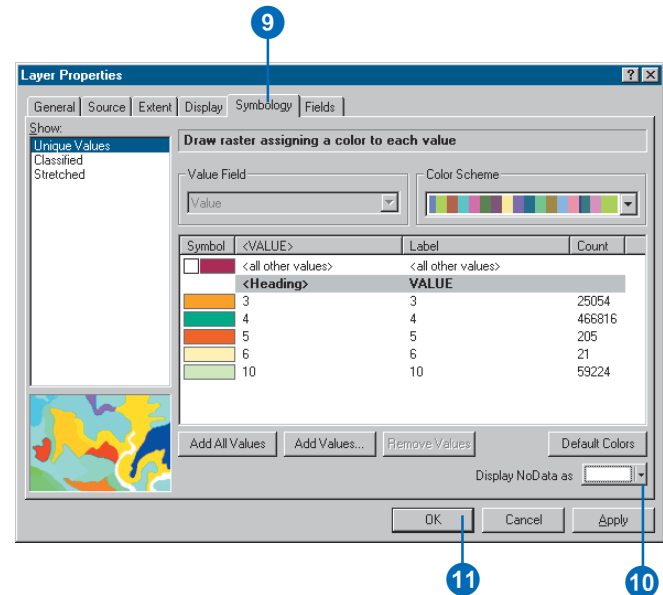 9
Layer Properties
? X
General Source Extent Display Symbology Fields
Show:
Unique Values
Classified
Stretched
Draw raster assigning a color to each value
Value Field
Value
Color Scheme
Symbol <VALUE> Label Count
<all other values> <all other values>
<Heading> VALUE
3 3 25054
4 4 466816
5 5 205
6 6 21
10 10 59224
Add All Values Add Values... Remove Values Default Colors
Display NoData as
OK Cancel Apply
11 10